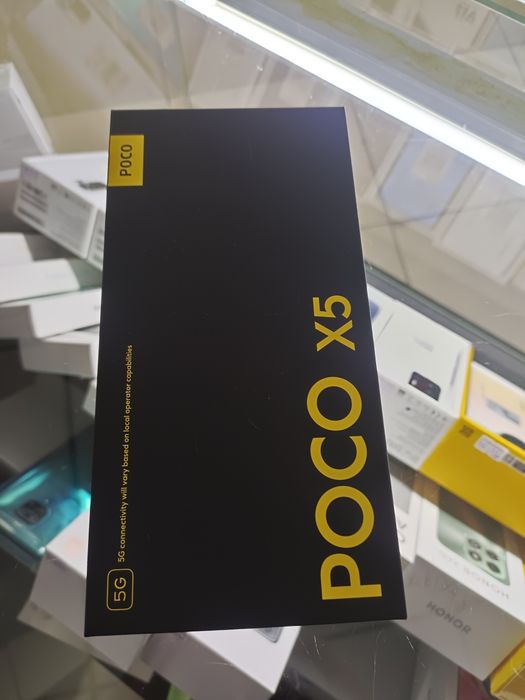 POCO
POCO X5
5G
5G connectivity will vary based on local operator capabilities
HONOR